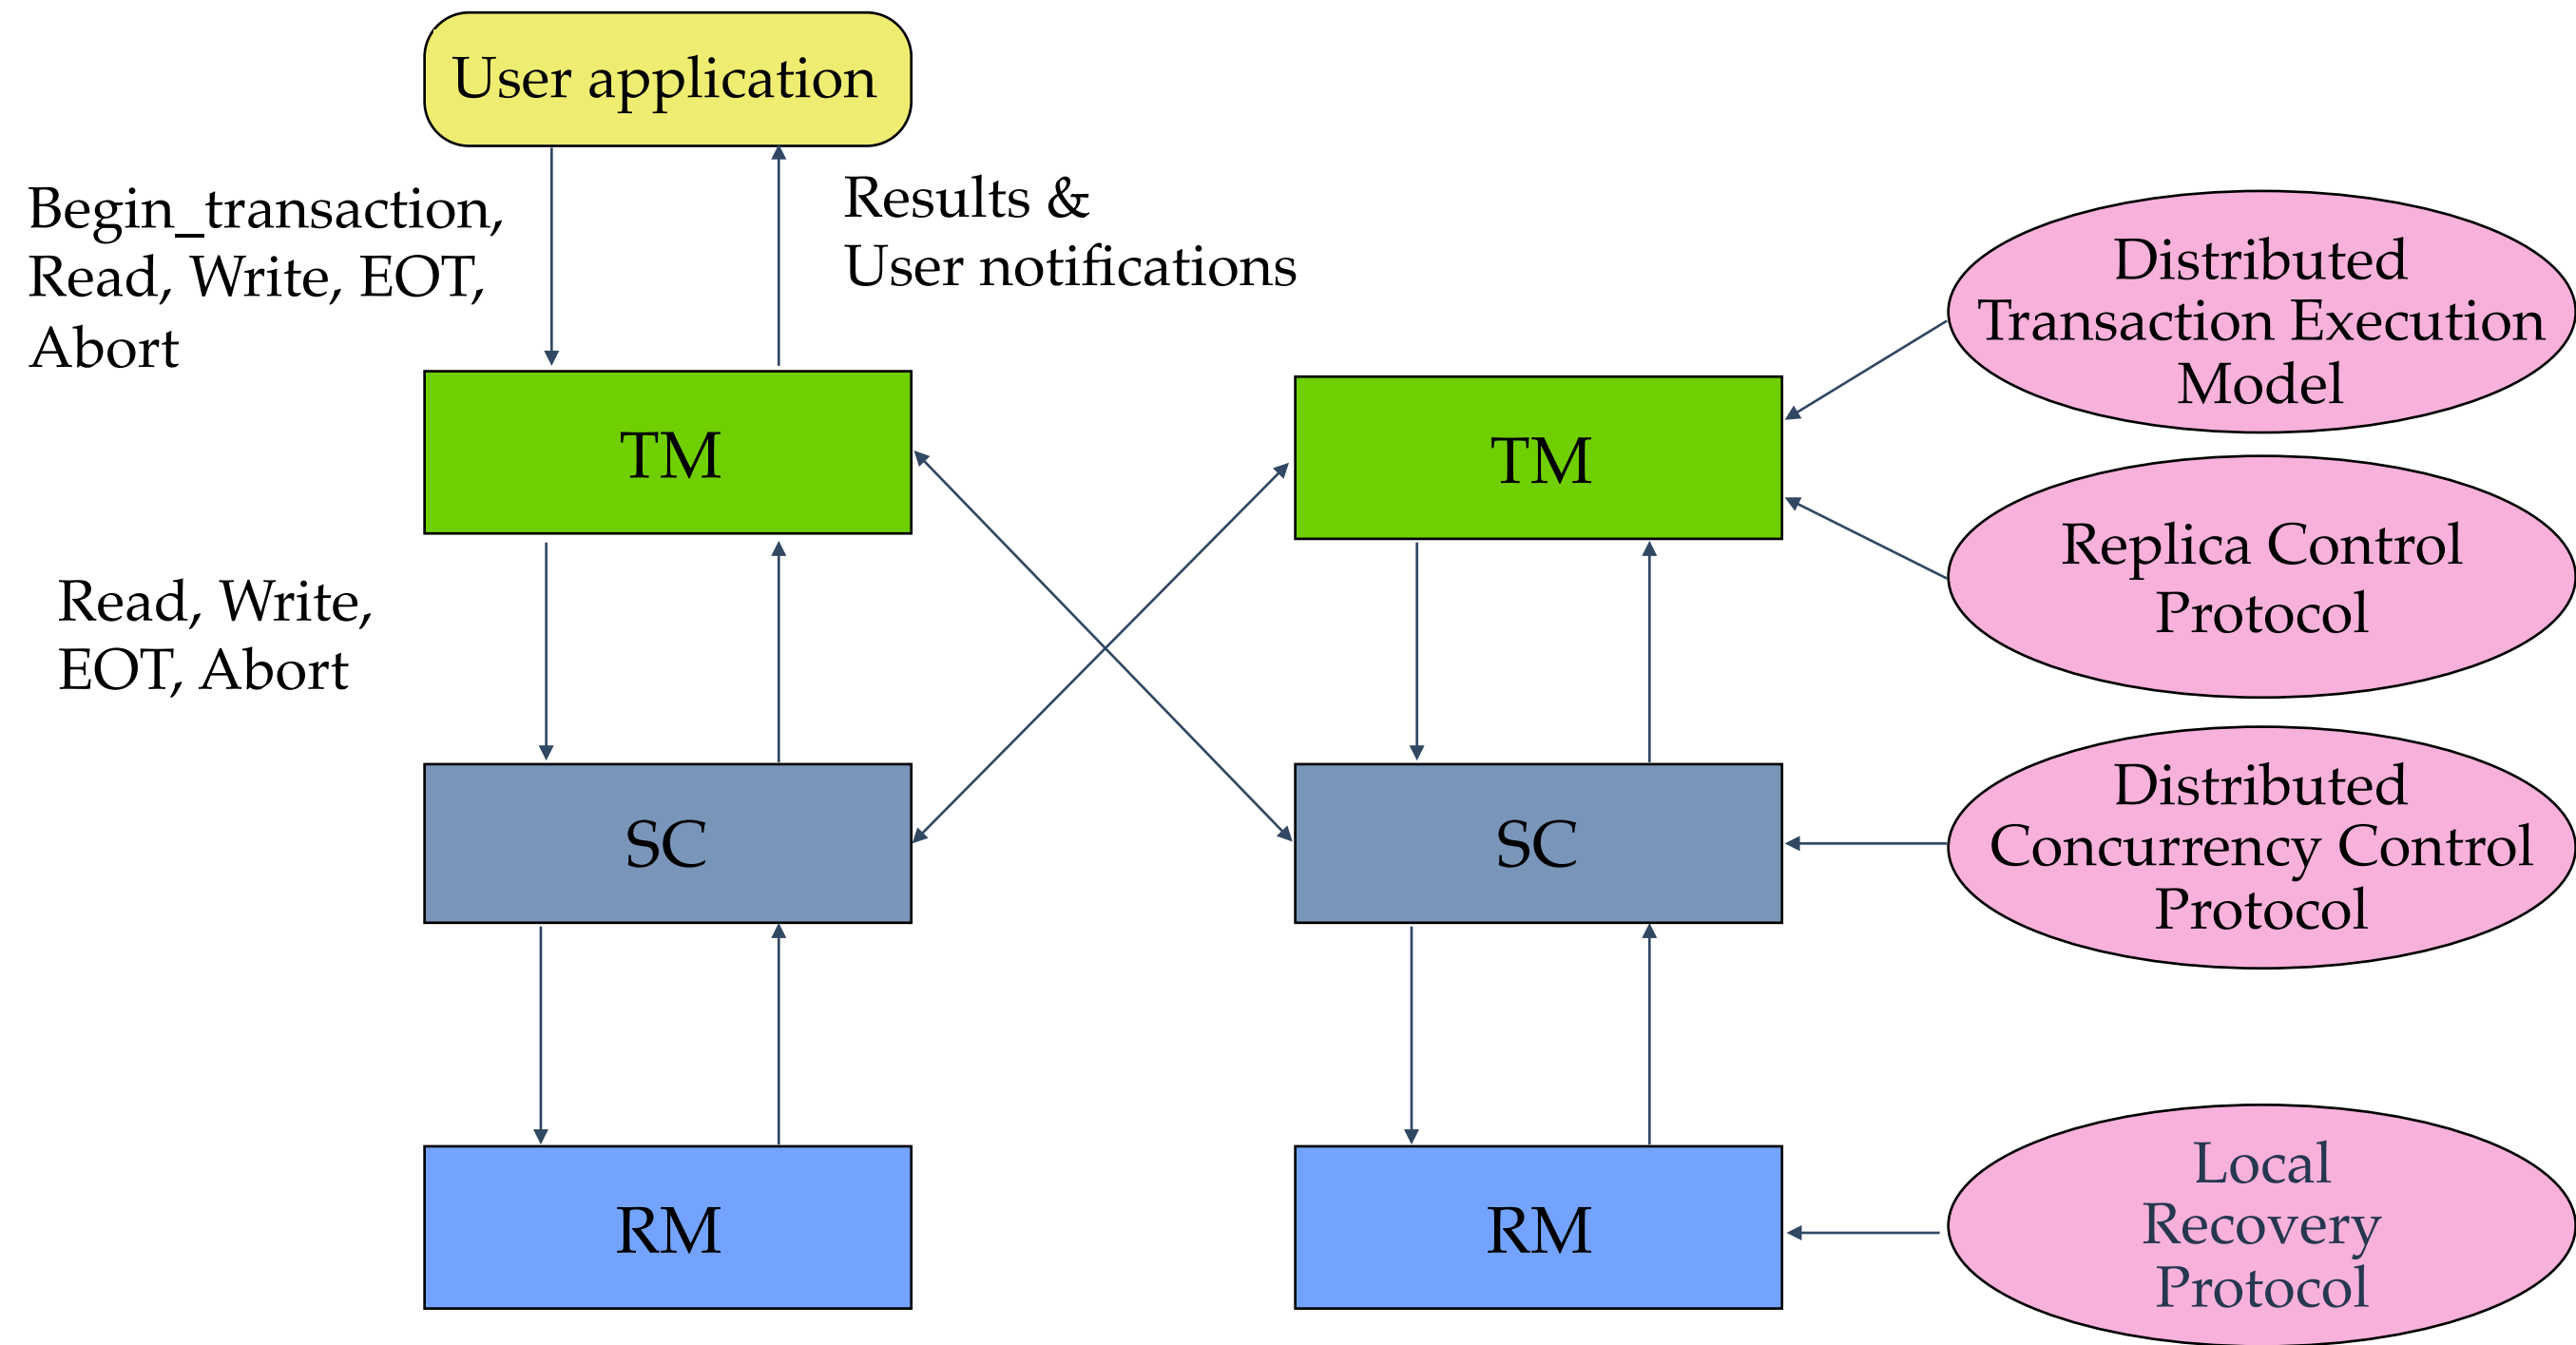 User application
Begin_transaction,
Read, Write, EOT,
Abort
Results &
User notifications
Distributed
Transaction Execution
Model
TM
TM
Replica Control
Protocol
Read, Write,
EOT, Abort
SC
SC
Distributed
Concurrency Control
Protocol
RM
RM
Local
Recovery
Protocol